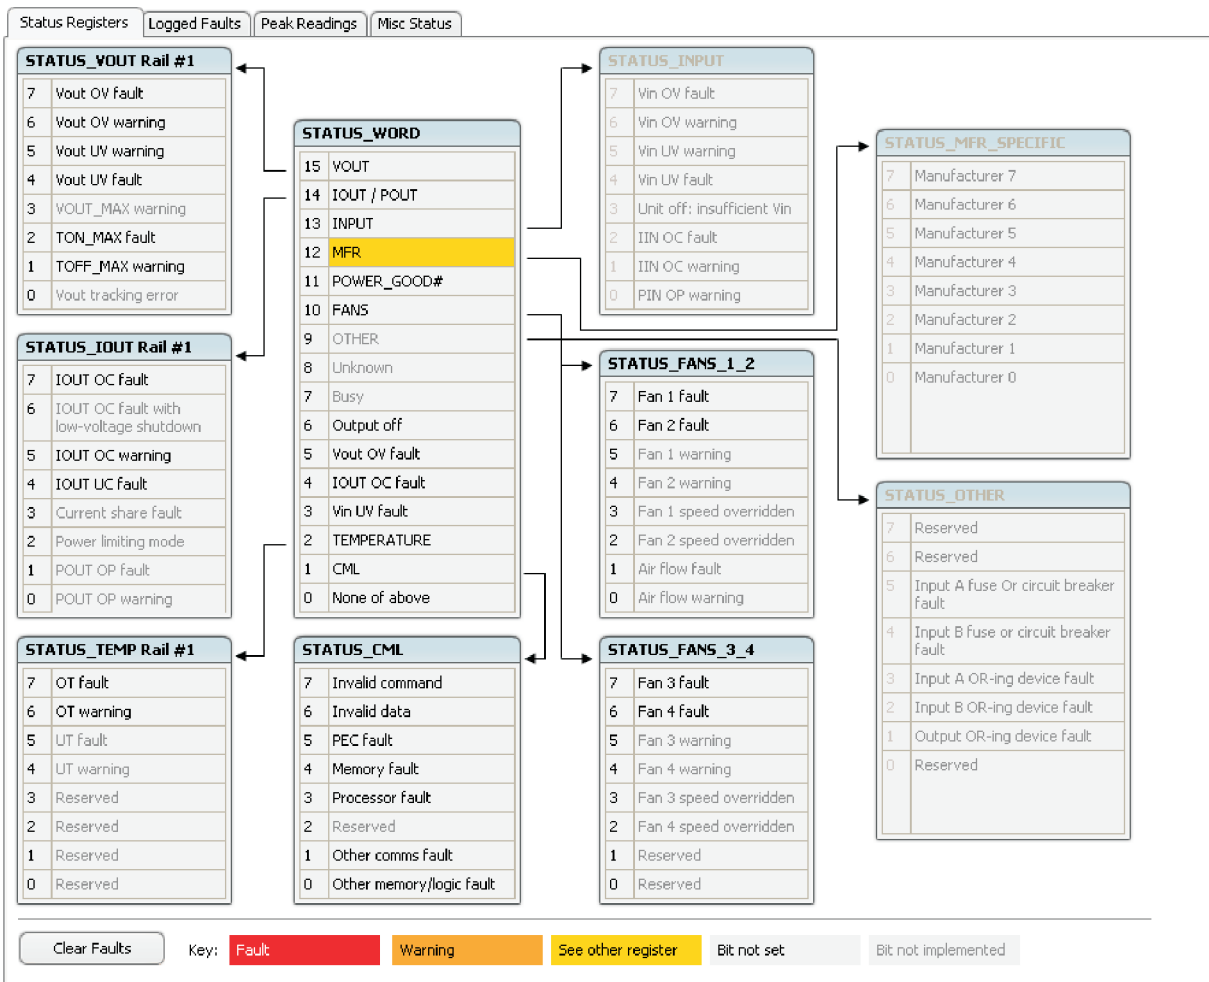 Status Registers
Logged Faults
Peak Readings
Misc Status
STATUS_VOUT Rail #1
7 Vout OV fault
6 Vout OV warning
5 Vout UV warning
4 Vout UV fault
3 VOUT_MAX warning
2 TON_MAX fault
1 TOFF_MAX warning
0 Vout tracking error
STATUS_IOUT Rail #1
7 IOUT OC fault
6 IOUT OC fault with
low-voltage shutdown
5 IOUT OC warning
4 IOUT UC fault
3 Current share fault
2 Power limiting mode
1 POUT OP fault
0 POUT OP warning
STATUS_TEMP Rail #1
7 OT fault
6 OT warning
5 UT fault
4 UT warning
3 Reserved
2 Reserved
1 Reserved
0 Reserved
STATUS_WORD
15 VOUT
14 IOUT / POUT
13 INPUT
12 MFR
11 POWER_GOOD#
10 FANS
9 OTHER
8 Unknown
7 Busy
6 Output off
5 Vout OV fault
4 IOUT OC fault
3 Vin UV fault
2 TEMPERATURE
1 CML
0 None of above
STATUS_CML
7 Invalid command
6 Invalid data
5 PEC fault
4 Memory fault
3 Processor fault
2 Reserved
1 Other comms fault
0 Other memory/logic fault
STATUS_INPUT
7 Vin OV fault
6 Vin OV warning
5 Vin UV warning
4 Vin UV fault
3 Unit off: insufficient Vin
2 IIN OC fault
1 IIN OC warning
0 PIN OP warning
STATUS_FANS_1_2
7 Fan 1 fault
6 Fan 2 fault
5 Fan 1 warning
4 Fan 2 warning
3 Fan 1 speed overridden
2 Fan 2 speed overridden
1 Air flow fault
0 Air flow warning
STATUS_FANS_3_4
7 Fan 3 fault
6 Fan 4 fault
5 Fan 3 warning
4 Fan 4 warning
3 Fan 3 speed overridden
2 Fan 4 speed overridden
1 Reserved
0 Reserved
STATUS_MFR_SPECIFIC
7 Manufacturer 7
6 Manufacturer 6
5 Manufacturer 5
4 Manufacturer 4
3 Manufacturer 3
2 Manufacturer 2
1 Manufacturer 1
0 Manufacturer 0
STATUS_OTHER
7 Reserved
6 Reserved
5 Input A fuse Or circuit breaker
fault
4 Input B fuse or circuit breaker
fault
3 Input A OR-ing device fault
2 Input B OR-ing device fault
1 Output OR-ing device fault
0 Reserved
Clear Faults
Key:
Fault
Warning
See other register
Bit not set
Bit not implemented